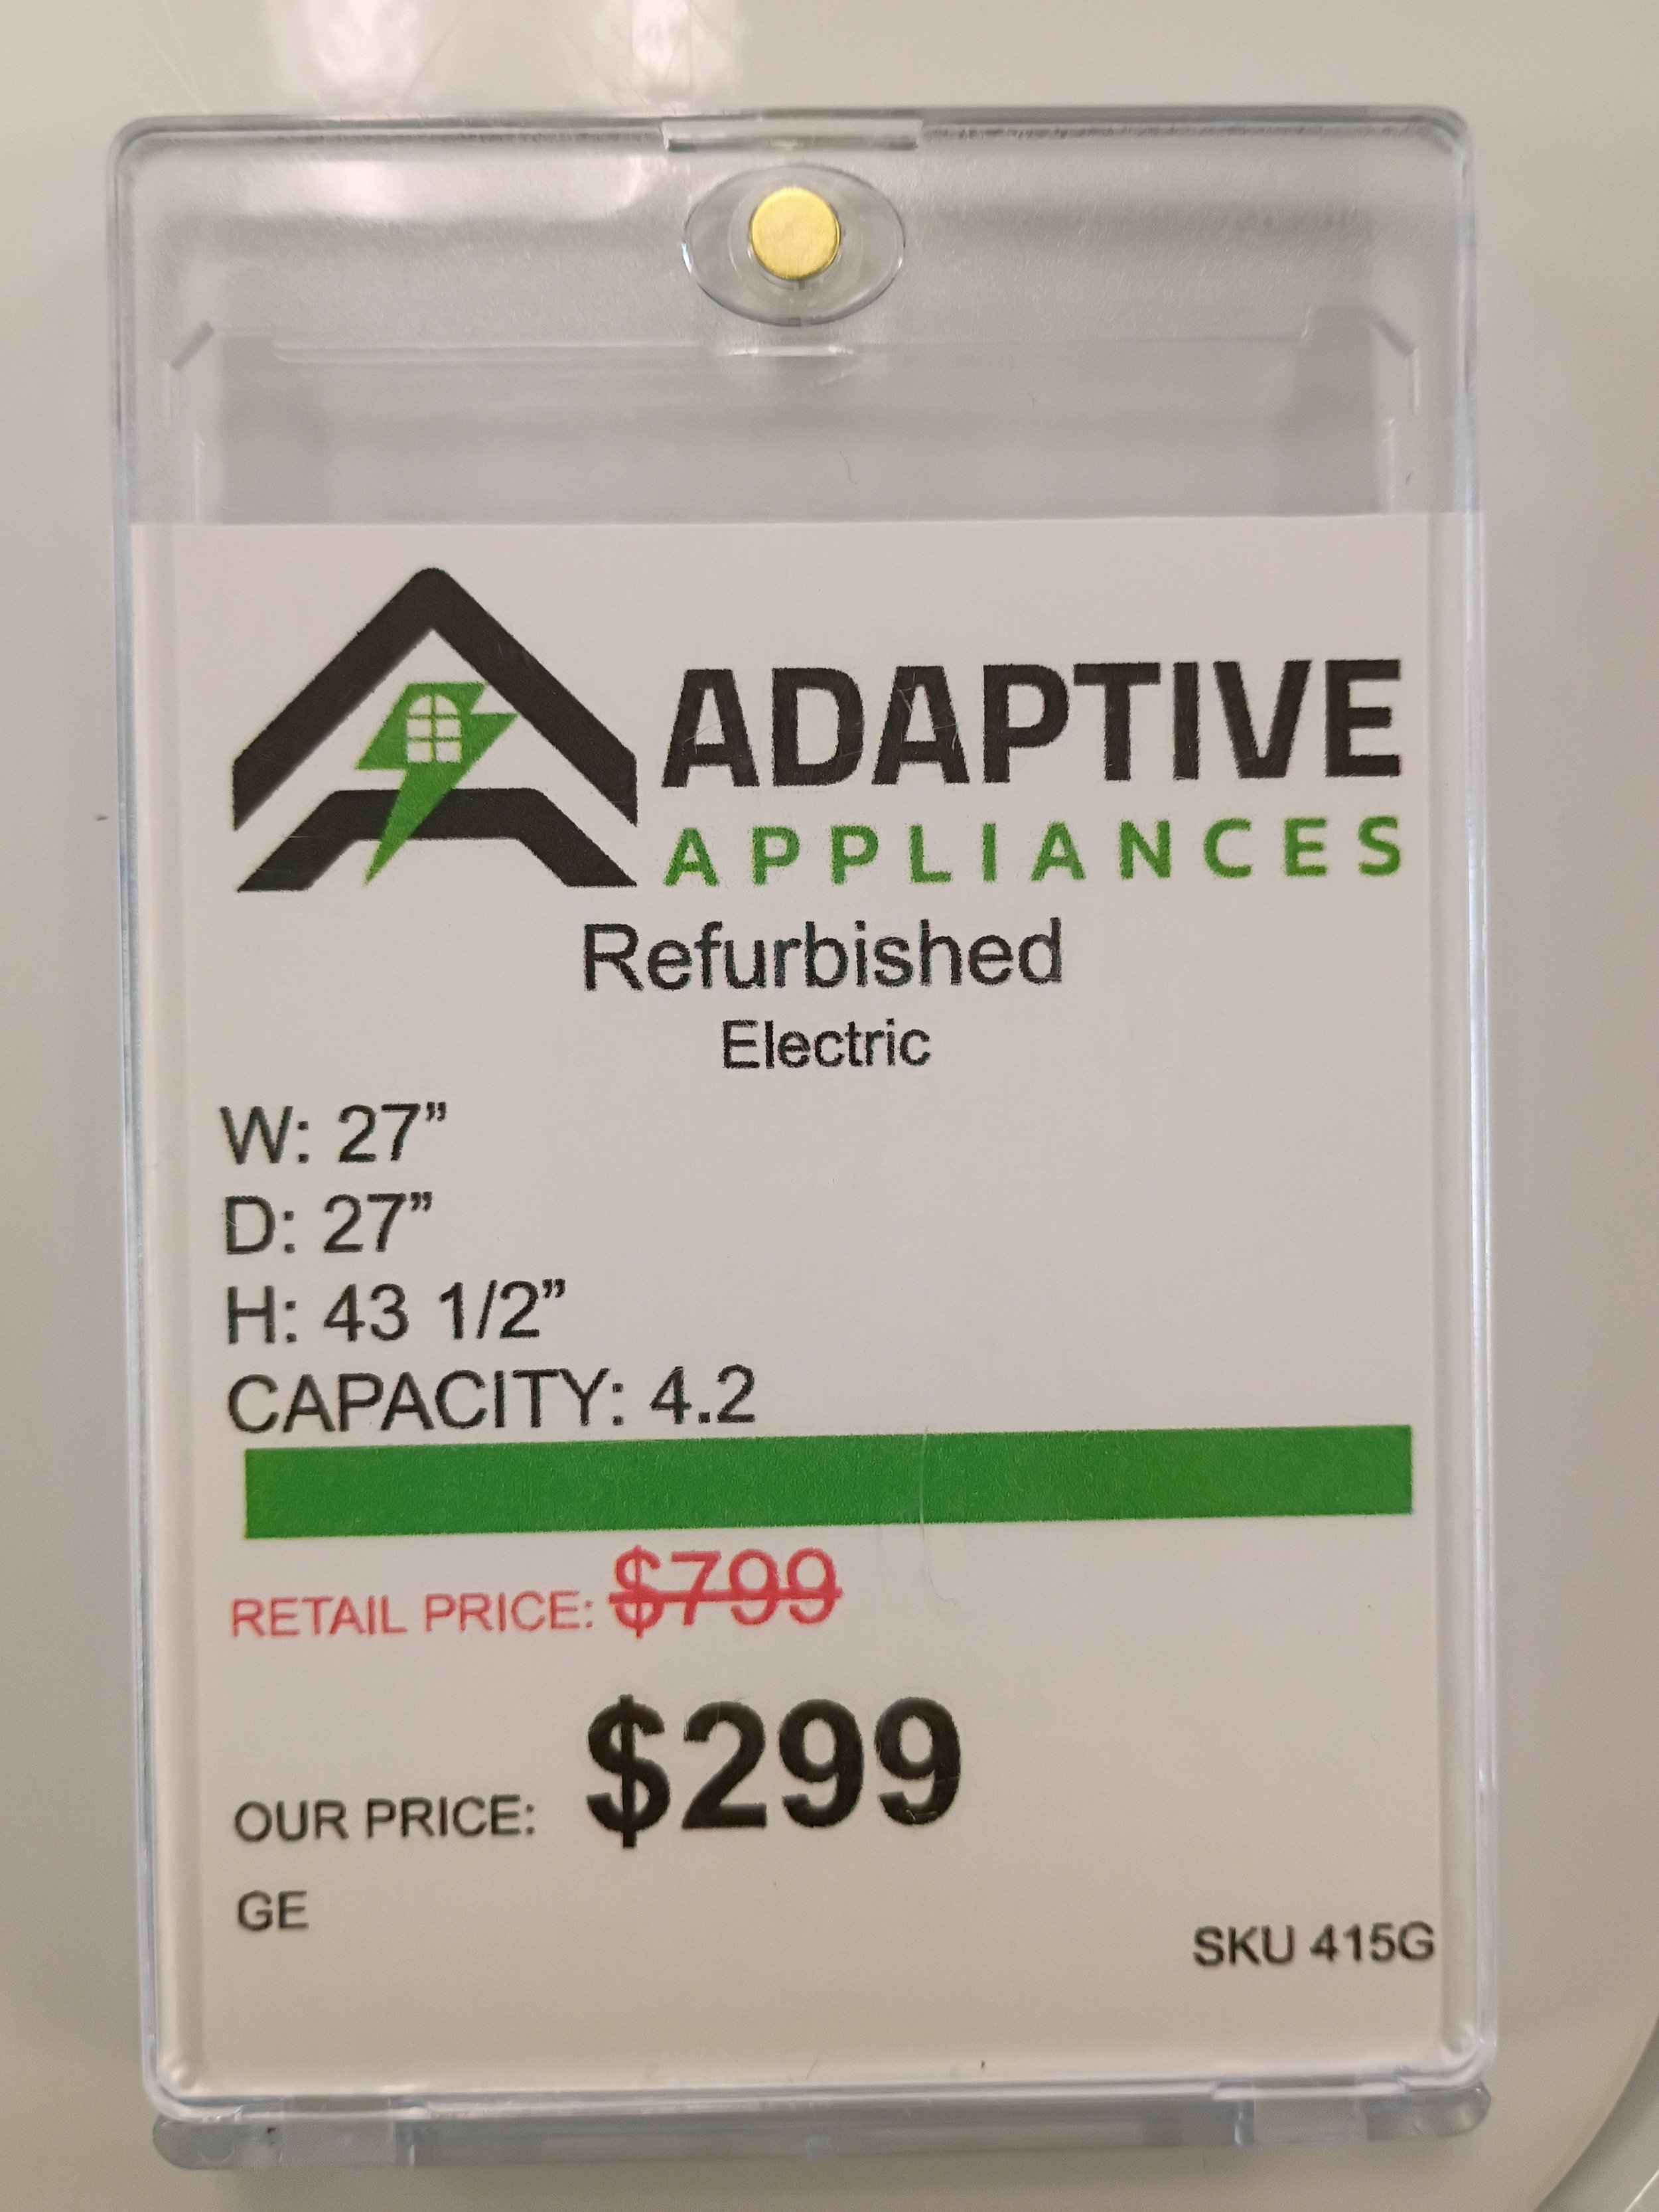 ADAPTIVE
APPLIANCES
Refurbished
Electric
W: 27”
D: 27”
H: 43 1/2”
CAPACITY: 4.2
RETAIL PRICE: $799
OUR PRICE: $299
GE
SKU 415G